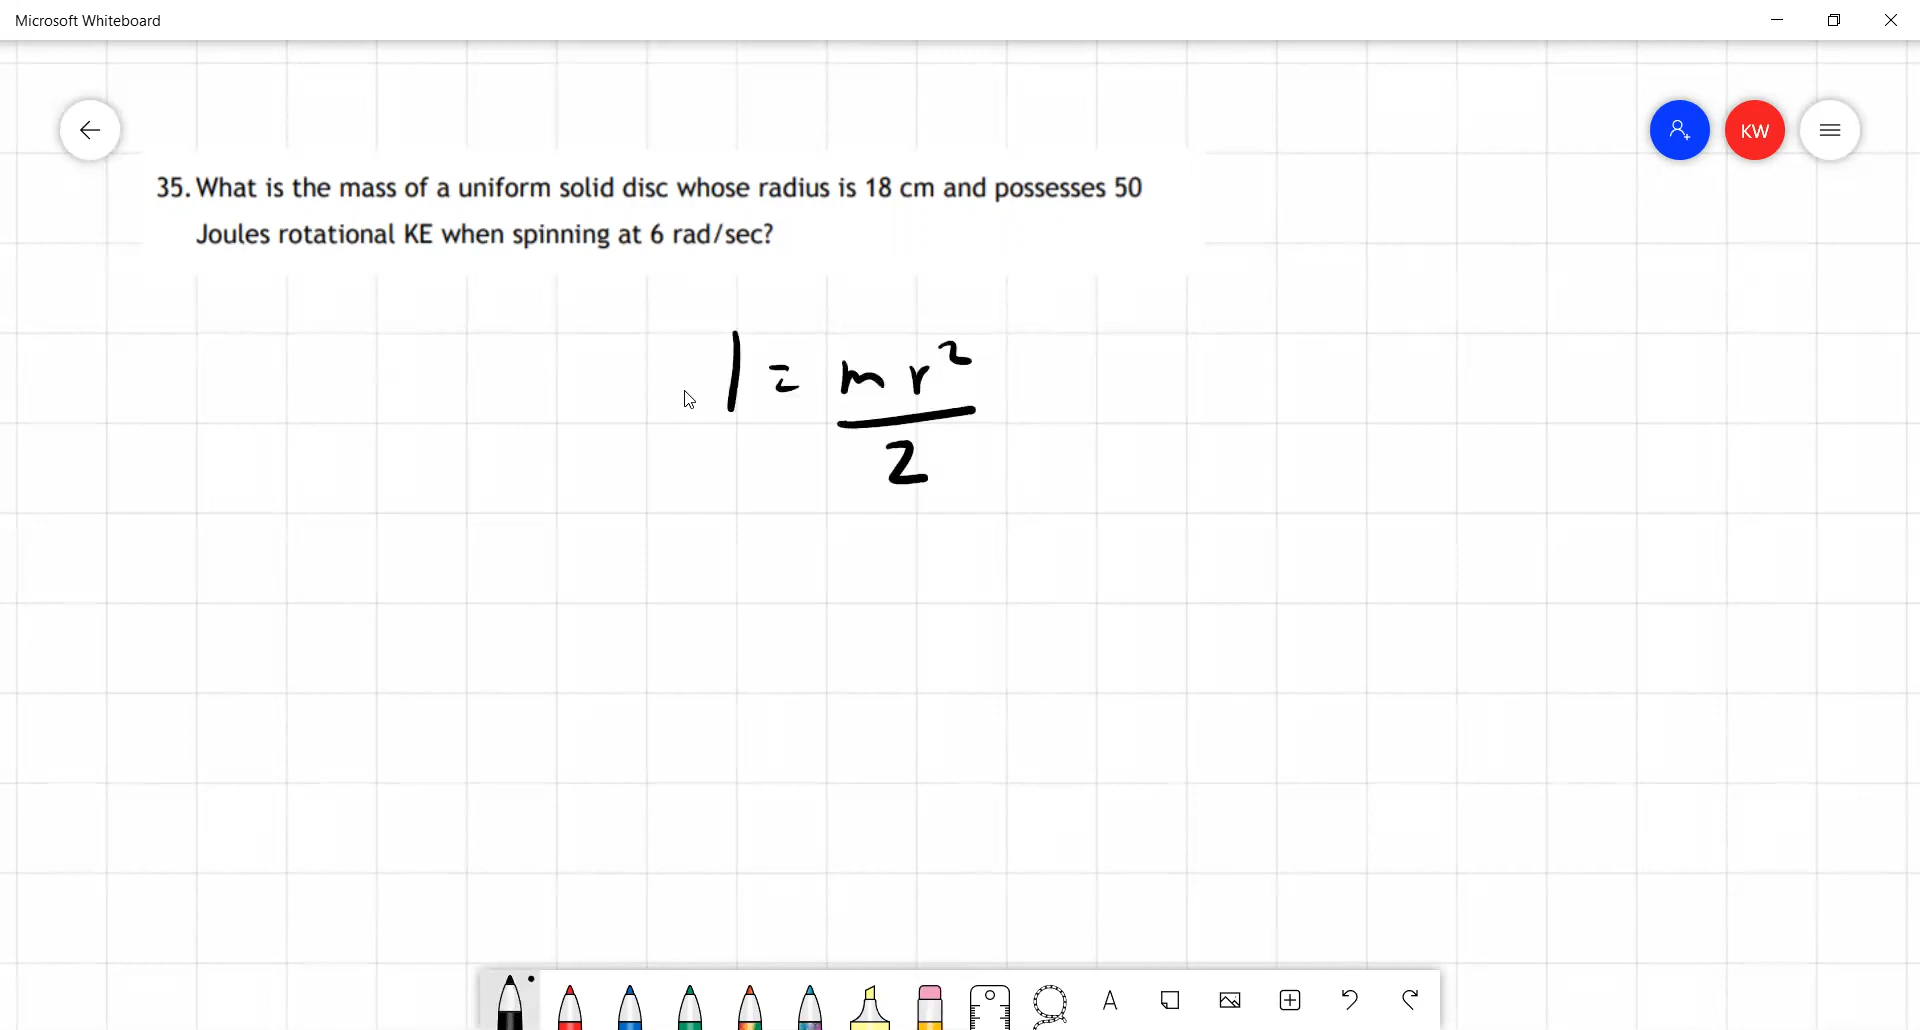 Microsoft Whiteboard
KW
35. What is the mass of a uniform solid disc whose radius is 18 cm and possesses 50
Joules rotational KE when spinning at 6 rad/sec?
I = m r²
2
A